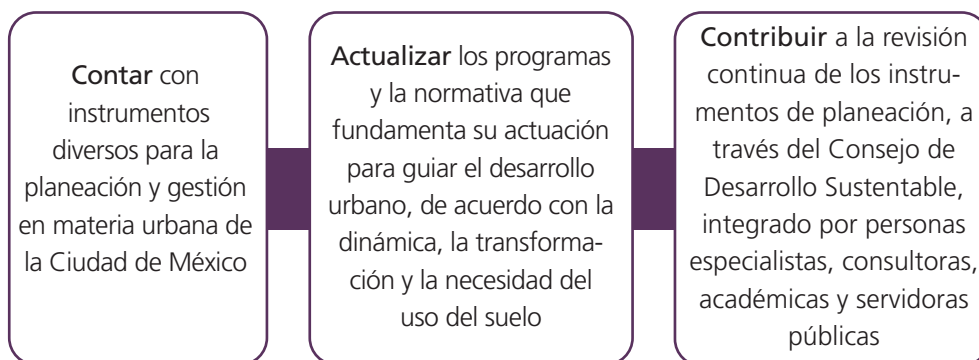 Contar con
instrumentos
diversos para la
planeación y gestión
en materia urbana de
la Ciudad de México
Actualizar los programas
y la normativa que
fundamenta su actuación
para guiar el desarrollo
urbano, de acuerdo con la
dinámica, la transforma-
ción y la necesidad del
uso del suelo
Contribuir a la revisión
continua de los instru-
mentos de planeación, a
través del Consejo de
Desarrollo Sustentable,
integrado por personas
especialistas, consultoras,
académicas y servidoras
públicas